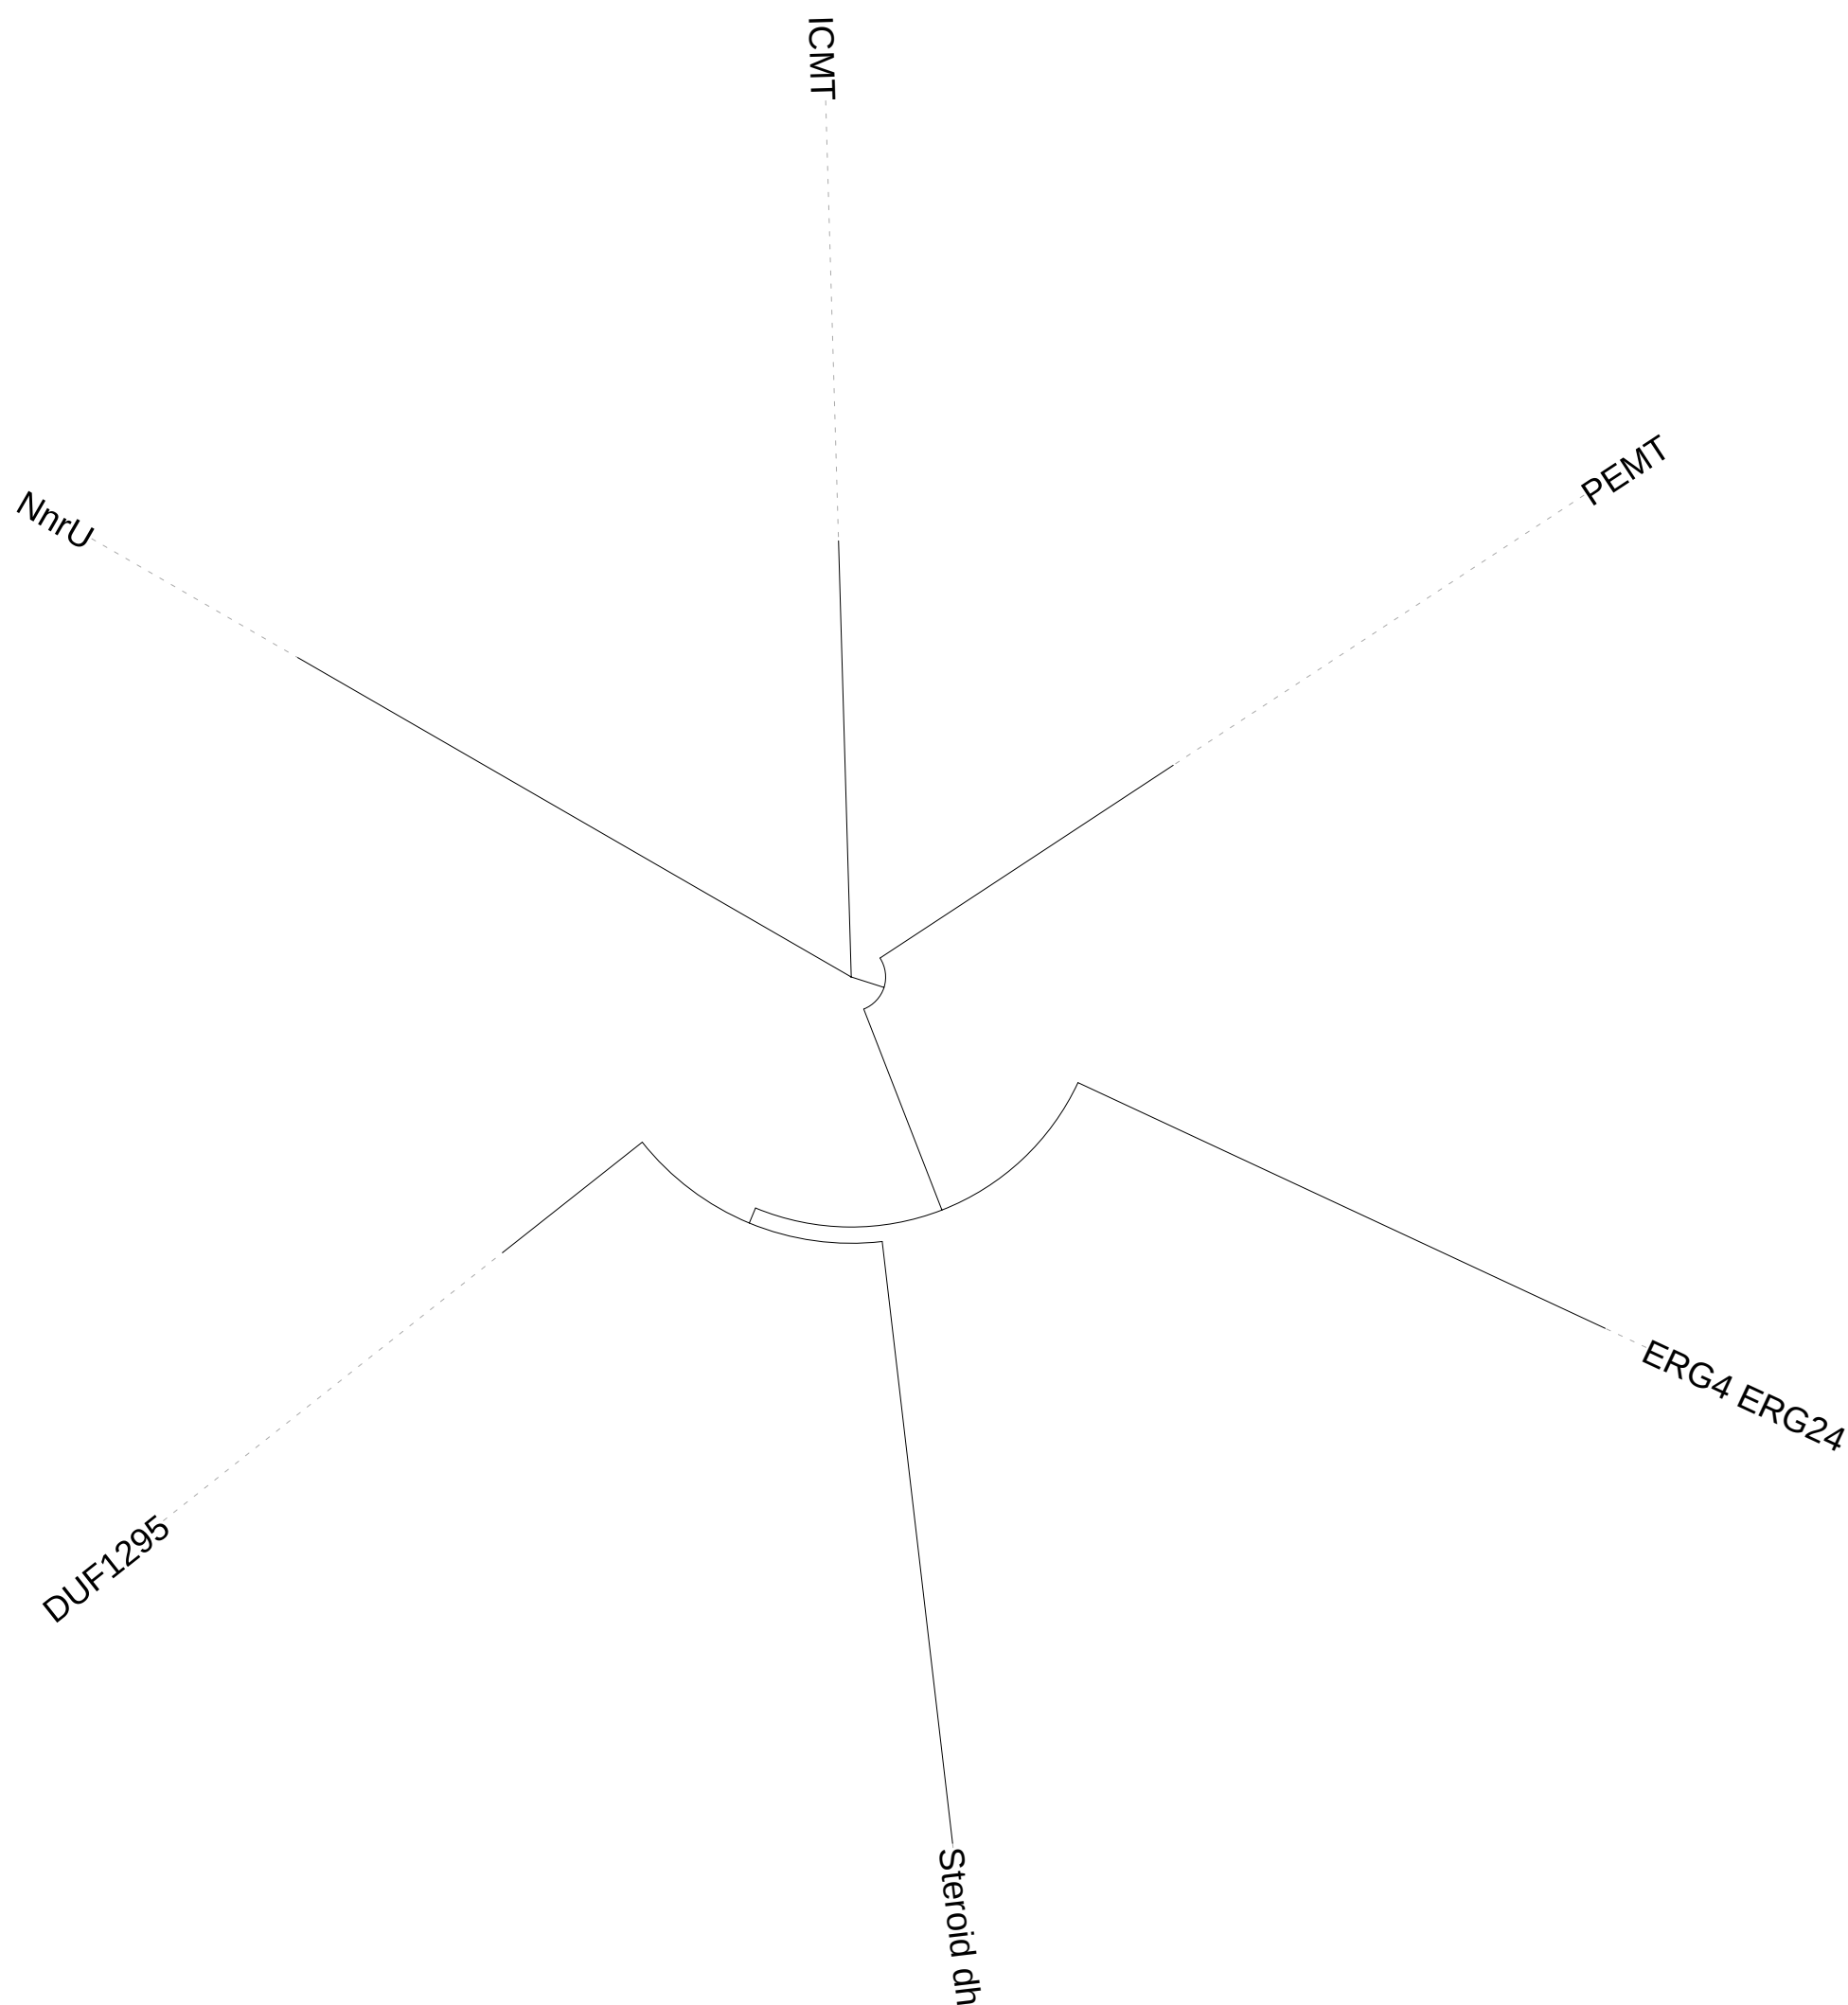 ICMT
PEMT
NnrU
ERG4 ERG24
DUF1295
Steroid dh